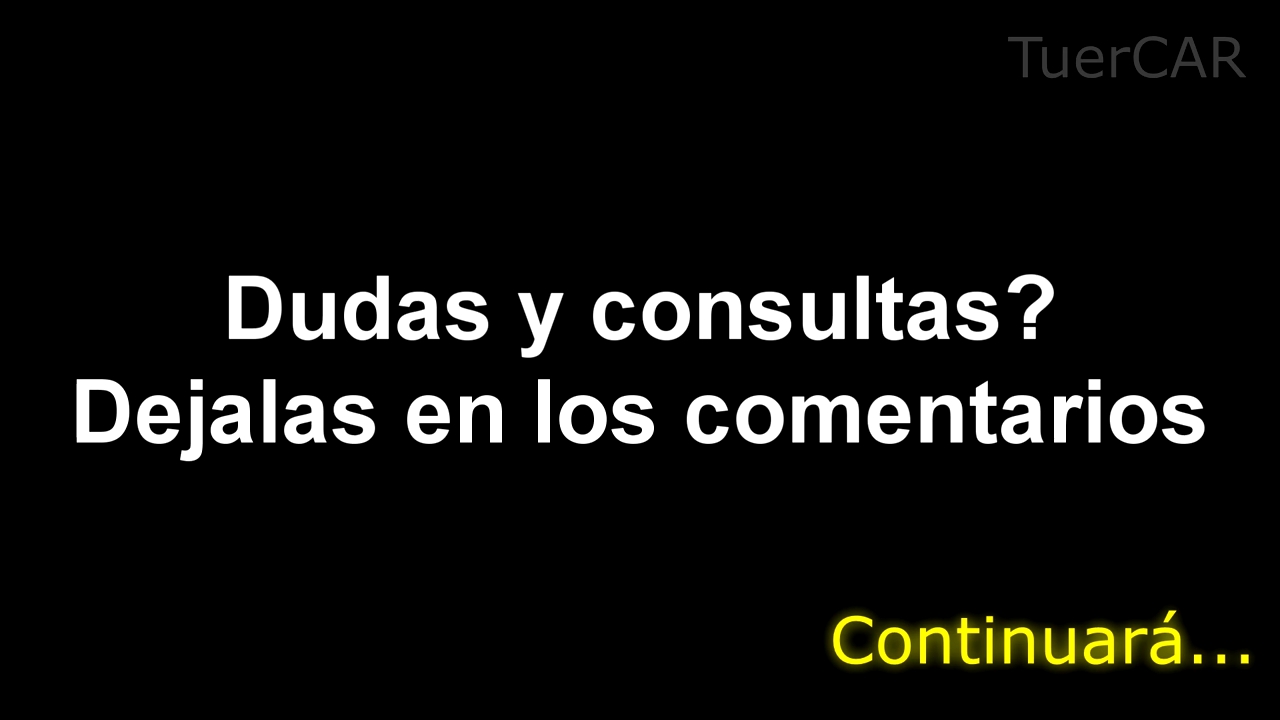 TuerCAR
Dudas y consultas?
Dejalas en los comentarios
Continuará...